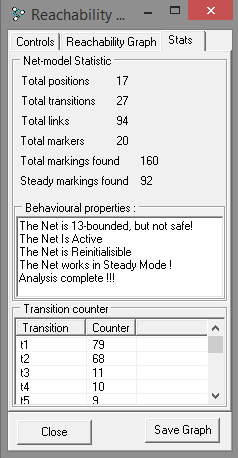 Reachability ...
Controls Reachability Graph Stats
Net-model Statistic
Total positions 17
Total transitions 27
Total links 94
Total markers 20
Total markings found 160
Steady markings found 92
Behavioural properties :
The Net is 13-bounded, but not safe!
The Net Is Active
The Net is Reinitialisible
The Net works in Steady Mode !
Analysis complete !!!
Transition counter
Transition Counter
t1 79
t2 68
t3 11
t4 10
t5 9
Close Save Graph